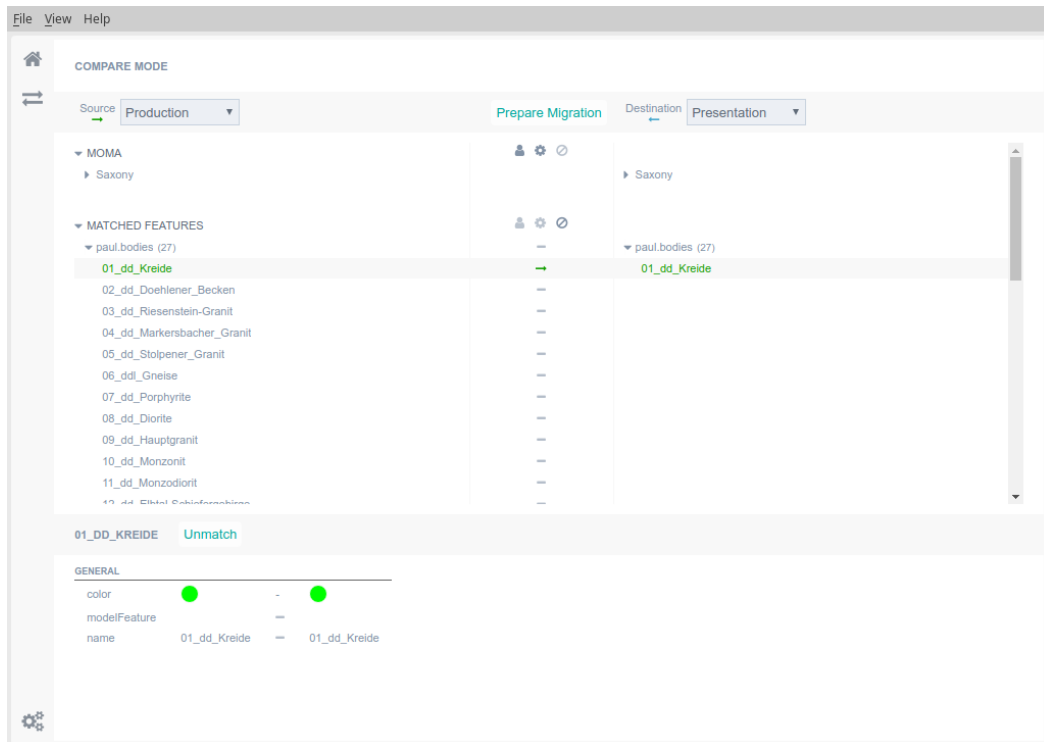 File View Help
COMPARE MODE
Source Production Prepare Migration Destination Presentation
MOMA
Saxony Saxony
MATCHED FEATURES
paul.bodies (27) paul.bodies (27)
01_dd_Kreide 01_dd_Kreide
02_dd_Doehlener_Becken
03_dd_Riesenstein-Granit
04_dd_Markersbacher_Granit
05_dd_Stolpener_Granit
06_ddl_Gneise
07_dd_Porphyrite
08_dd_Diorite
09_dd_Hauptgranit
10_dd_Monzonit
11_dd_Monzodiorit
12_dd_Elbtal-Schiefergebirge
01_DD_KREIDE Unmatch
GENERAL
color -
modelFeature
name 01_dd_Kreide 01_dd_Kreide